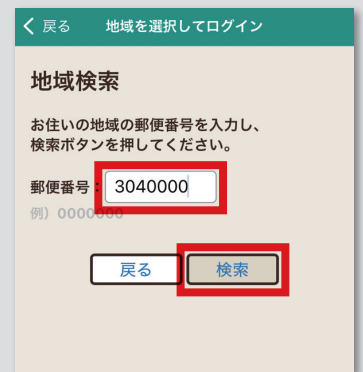 戻る 地域を選択してログイン
地域検索
お住いの地域の郵便番号を入力し、
検索ボタンを押してください。
郵便番号：3040000
例）0000000
戻る 検索